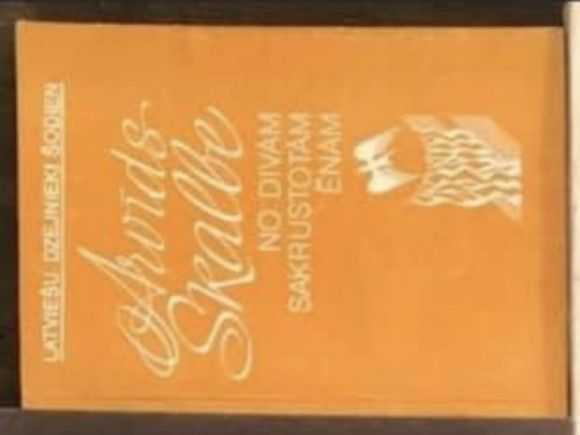 LATVIEŠU DZEJNIEKI ŠODIEN
Arvīds
Skalbe
NO DIVĀM
SAKRUSTOTĀM
ĒNĀM